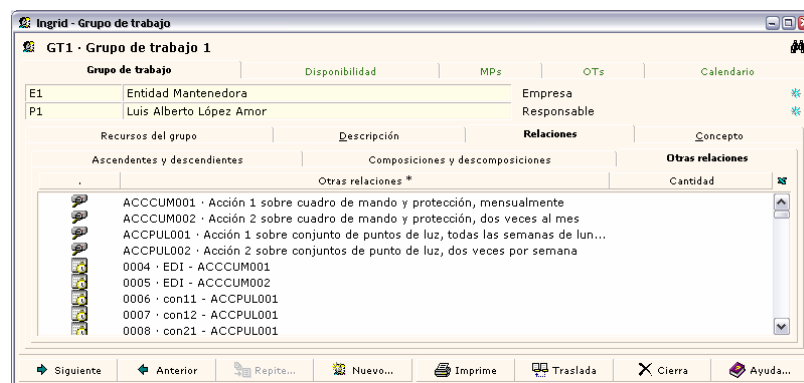 Ingrid - Grupo de trabajo
GT1 · Grupo de trabajo 1
Grupo de trabajo Disponibilidad MPs OTs Calendario
E1 Entidad Mantenedora Empresa
P1 Luis Alberto López Amor Responsable
Recursos del grupo Descripción Relaciones Concepto
Ascendentes y descendientes Composiciones y descomposiciones Otras relaciones
. Otras relaciones * Cantidad
ACCCUM001 · Acción 1 sobre cuadro de mando y protección, mensualmente
ACCCUM002 · Acción 2 sobre cuadro de mando y protección, dos veces al mes
ACCPUL001 · Acción 1 sobre conjunto de puntos de luz, todas las semanas de lun...
ACCPUL002 · Acción 2 sobre conjuntos de punto de luz, dos veces por semana
0004 · EDI - ACCCUM001
0005 · EDI - ACCCUM002
0006 · con11 - ACCPUL001
0007 · con12 - ACCPUL001
0008 · con21 - ACCPUL001
Siguiente Anterior Repite... Nuevo... Imprime Traslada Cierra Ayuda...